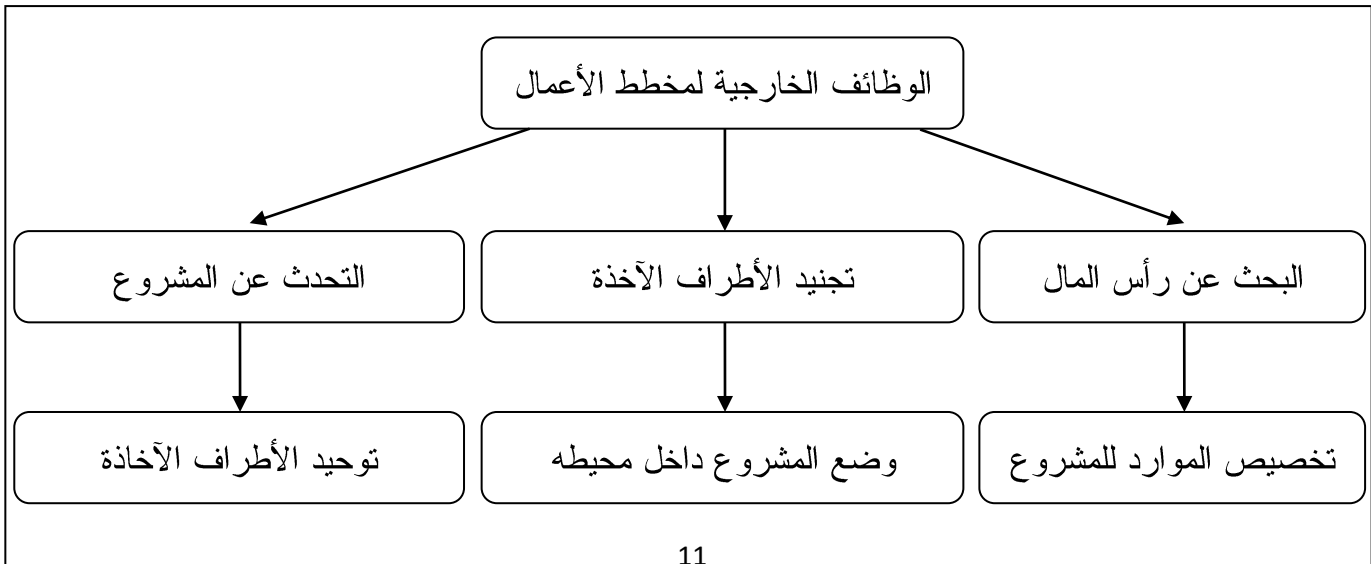 الوظائف الخارجية لمخطط الأعمال
البحث عن رأس المال
تجنيد الأطراف الآخذة
التحدث عن المشروع
تخصيص الموارد للمشروع
وضع المشروع داخل محيطه
توحيد الأطراف الآخاذة
11